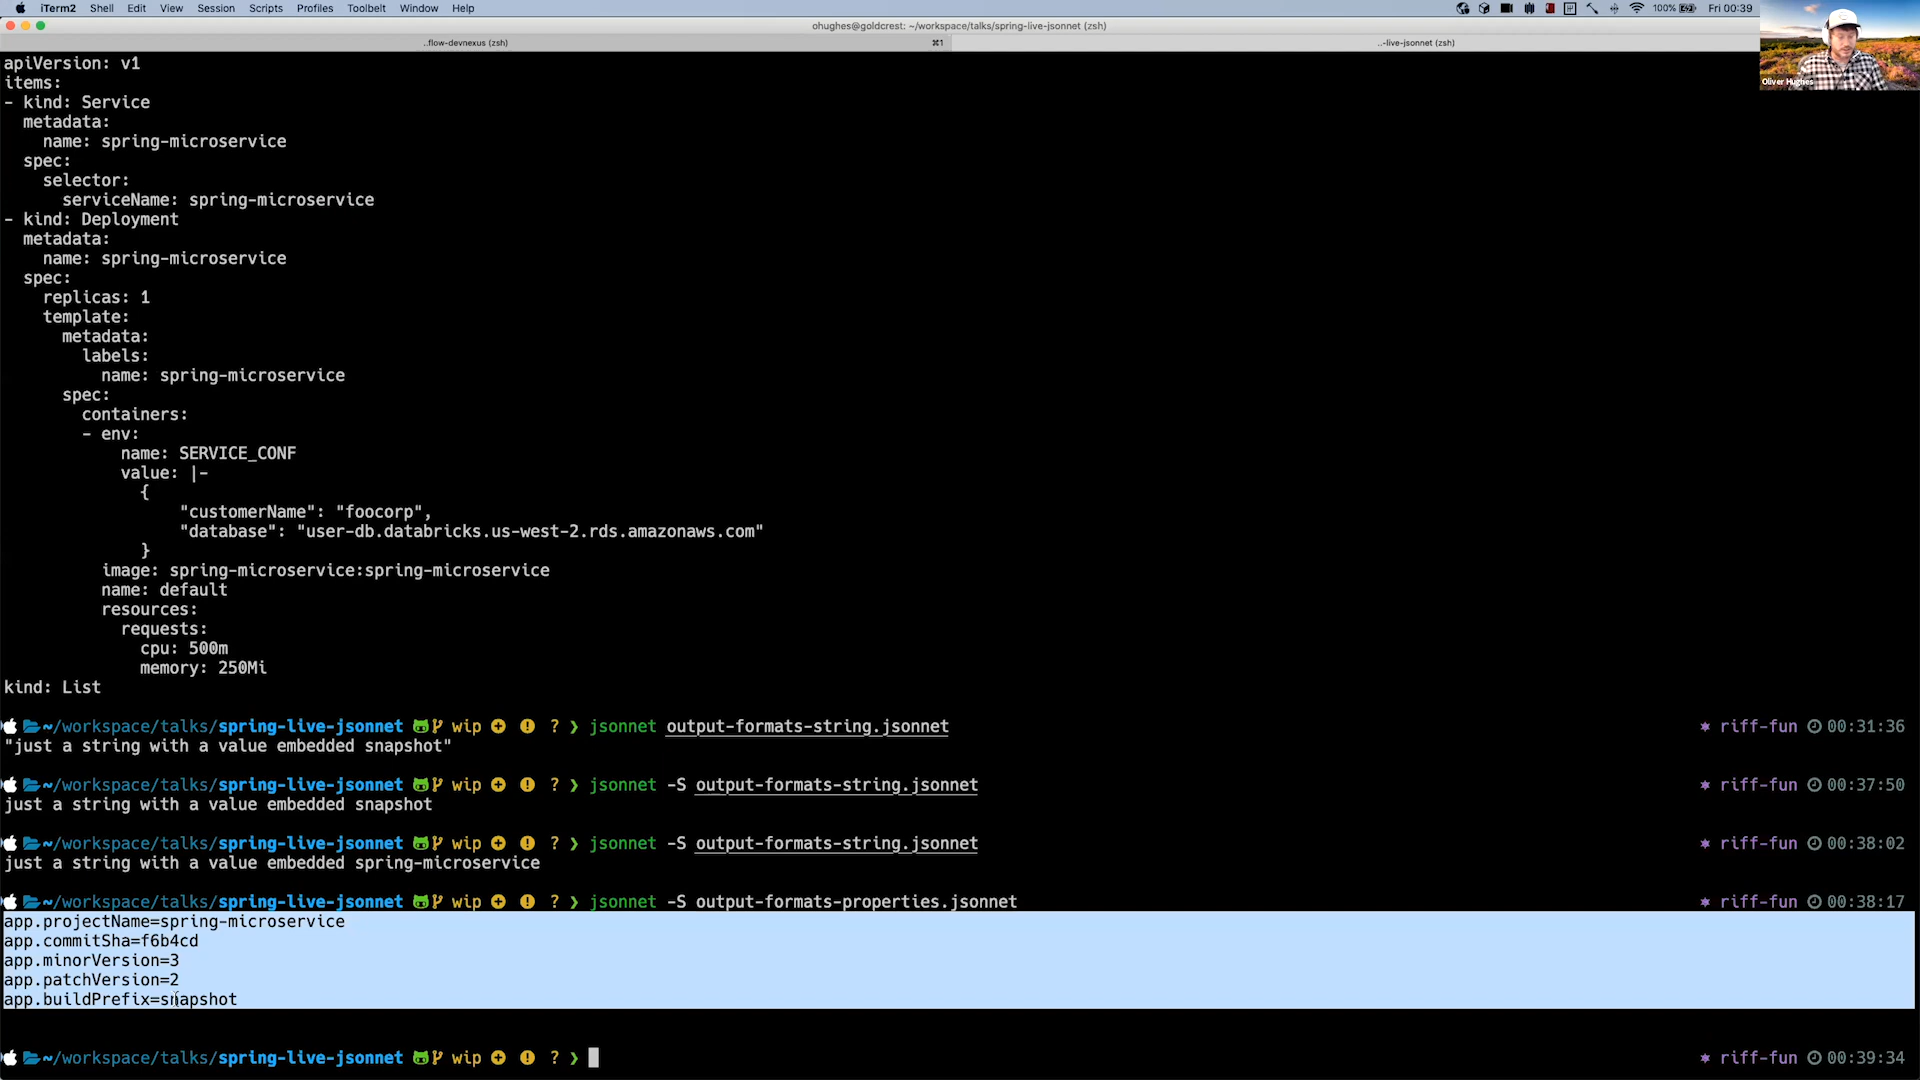 iTerm2 Shell Edit View Session Scripts Profiles Toolbelt Window Help 100% Fri 00:39
ohughes@goldcrest: ~/workspace/talks/spring-live-jsonnet (zsh)
..flow-devnexus (zsh) ⌘1 ..-live-jsonnet (zsh)
Oliver Hughes
apiVersion: v1
items:
- kind: Service
  metadata:
    name: spring-microservice
  spec:
    selector:
      serviceName: spring-microservice
- kind: Deployment
  metadata:
    name: spring-microservice
  spec:
    replicas: 1
    template:
      metadata:
        labels:
          name: spring-microservice
      spec:
        containers:
        - env:
            name: SERVICE_CONF
            value: |-
              {
                  "customerName": "foocorp",
                  "database": "user-db.databricks.us-west-2.rds.amazonaws.com"
              }
          image: spring-microservice:spring-microservice
          name: default
          resources:
            requests:
              cpu: 500m
              memory: 250Mi
kind: List
~/workspace/talks/spring-live-jsonnet wip ! ? ❯ jsonnet output-formats-string.jsonnet riff-fun 00:31:36
"just a string with a value embedded snapshot"
~/workspace/talks/spring-live-jsonnet wip ! ? ❯ jsonnet -S output-formats-string.jsonnet riff-fun 00:37:50
just a string with a value embedded snapshot
~/workspace/talks/spring-live-jsonnet wip ! ? ❯ jsonnet -S output-formats-string.jsonnet riff-fun 00:38:02
just a string with a value embedded spring-microservice
~/workspace/talks/spring-live-jsonnet wip ! ? ❯ jsonnet -S output-formats-properties.jsonnet riff-fun 00:38:17
app.projectName=spring-microservice
app.commitSha=f6b4cd
app.minorVersion=3
app.patchVersion=2
app.buildPrefix=snapshot
~/workspace/talks/spring-live-jsonnet wip ! ? ❯ riff-fun 00:39:34